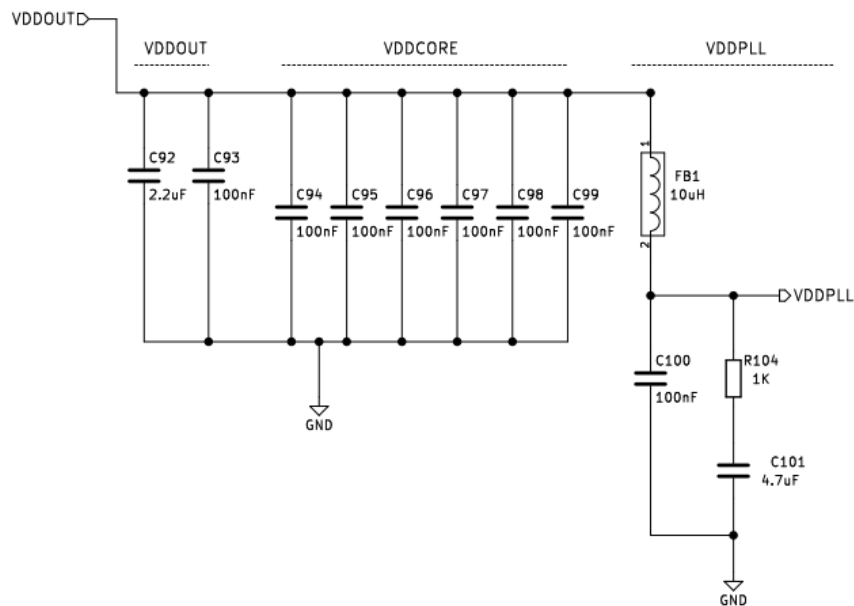 VDDOUT
VDDOUT
VDDCORE
VDDPLL
C92
2.2uF
C93
100nF
C94
100nF
C95
100nF
C96
100nF
C97
100nF
C98
100nF
C99
100nF
1
FB1
10uH
2
VDDPLL
C100
100nF
R104
1K
C101
4.7uF
GND
GND